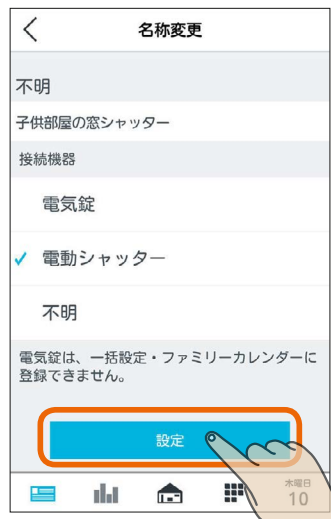 名称変更
不明
子供部屋の窓シャッター
接続機器
電気錠
電動シャッター
不明
電気錠は、一括設定・ファミリーカレンダーに
登録できません。
設定
木曜日
10